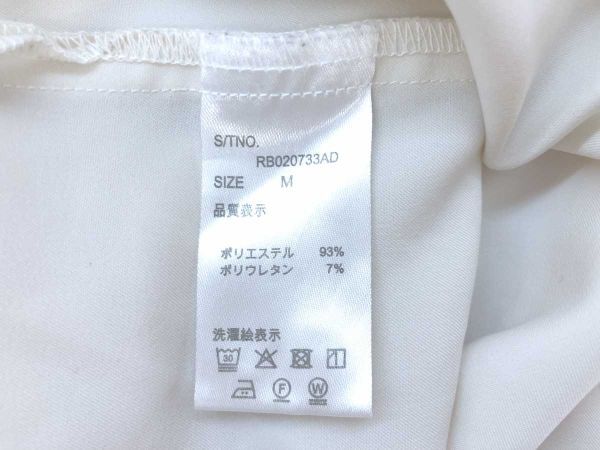 S/TNO.
RB020733AD
SIZE M
品質表示
ポリエステル 93%
ポリウレタン 7%
洗濯絵表示
30
F W